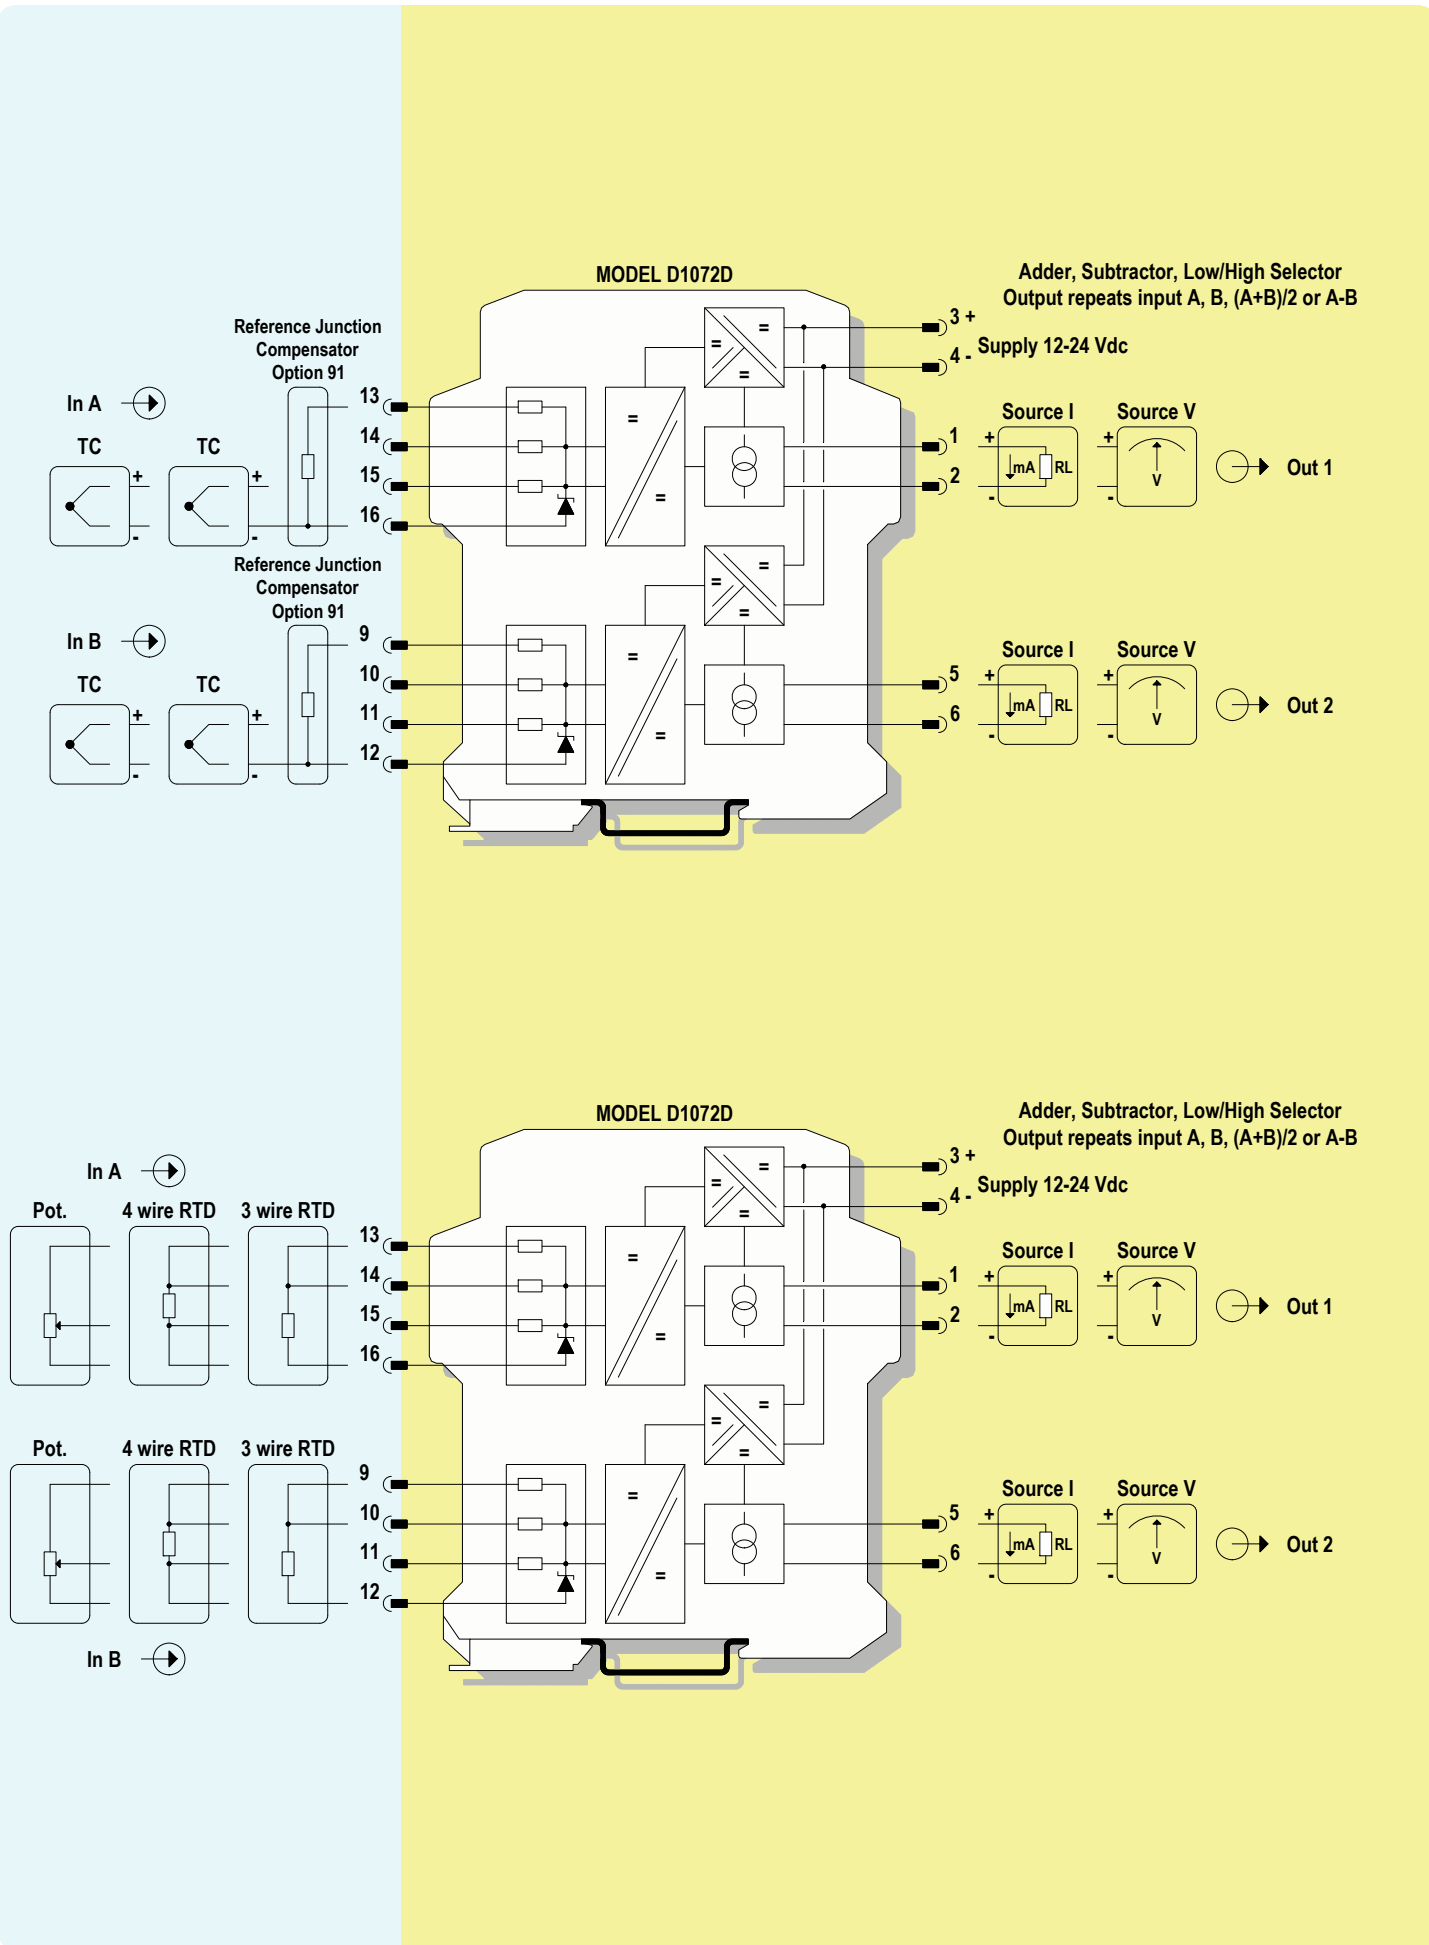 MODEL D1072D
Adder, Subtractor, Low/High Selector
Output repeats input A, B, (A+B)/2 or A-B
3 +
4 -
Supply 12-24 Vdc
Reference Junction
Compensator
Option 91
In A
TC
TC
+
-
+
-
13
14
15
16
=
=
=
=
=
1
2
Source I
+
mA
RL
-
Source V
+
V
-
Out 1
Reference Junction
Compensator
Option 91
In B
TC
TC
+
-
+
-
9
10
11
12
=
=
=
=
=
5
6
Source I
+
mA
RL
-
Source V
+
V
-
Out 2
MODEL D1072D
Adder, Subtractor, Low/High Selector
Output repeats input A, B, (A+B)/2 or A-B
3 +
4 -
Supply 12-24 Vdc
In A
Pot.
4 wire RTD
3 wire RTD
13
14
15
16
=
=
=
=
=
1
2
Source I
+
mA
RL
-
Source V
+
V
-
Out 1
Pot.
4 wire RTD
3 wire RTD
9
10
11
12
=
=
=
=
=
5
6
Source I
+
mA
RL
-
Source V
+
V
-
Out 2
In B